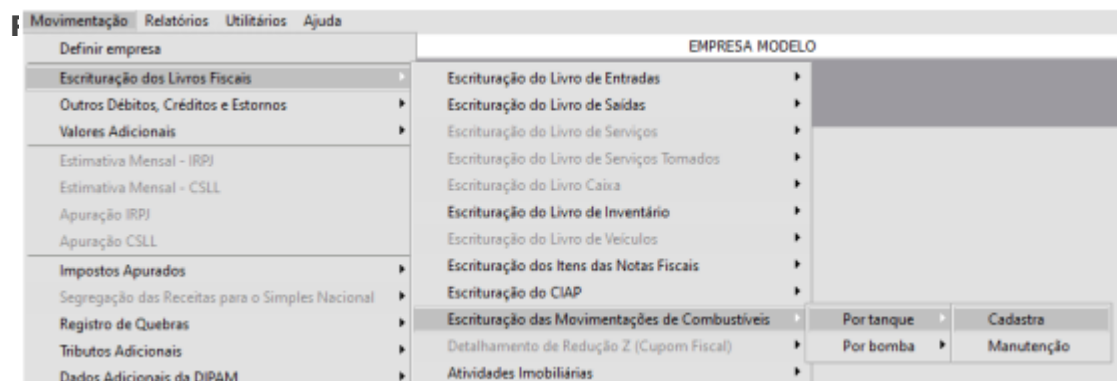 Movimentação Relatórios Utilitários Ajuda
Definir empresa
EMPRESA MODELO
Escrituração dos Livros Fiscais
Outros Débitos, Créditos e Estornos
Valores Adicionais
Estimativa Mensal - IRPJ
Estimativa Mensal - CSLL
Apuração IRPJ
Apuração CSLL
Impostos Apurados
Segregação das Receitas para o Simples Nacional
Registro de Quebras
Tributos Adicionais
Dados Adicionais da DIPAM
Escrituração do Livro de Entradas
Escrituração do Livro de Saídas
Escrituração do Livro de Serviços
Escrituração do Livro de Serviços Tomados
Escrituração do Livro Caixa
Escrituração do Livro de Inventário
Escrituração do Livro de Veículos
Escrituração dos Itens das Notas Fiscais
Escrituração do CIAP
Escrituração das Movimentações de Combustíveis
Detalhamento de Redução Z (Cupom Fiscal)
Atividades Imobiliárias
Por tanque
Por bomba
Cadastra
Manutenção